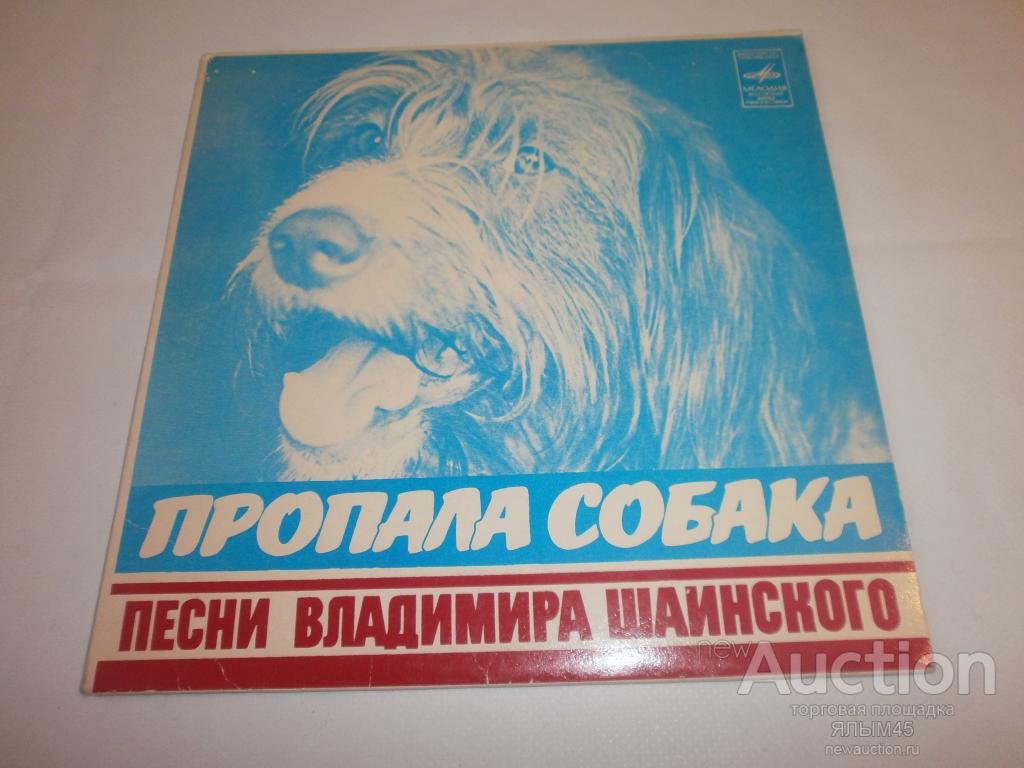 МЕЛОДИЯ
ПРОПАЛА СОБАКА
ПЕСНИ ВЛАДИМИРА ШАИНСКОГО
newAuction
торговая площадка
ЯЛЫМ45
newauction.ru